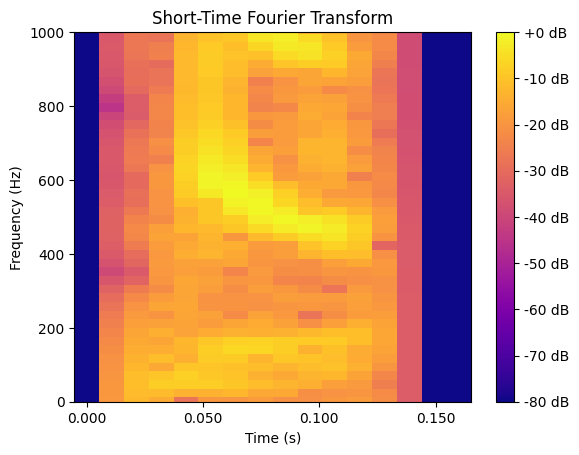 Short-Time Fourier Transform
Frequency (Hz)
1000
800
600
400
200
0
0.000
0.050
0.100
0.150
Time (s)
+0 dB
-10 dB
-20 dB
-30 dB
-40 dB
-50 dB
-60 dB
-70 dB
-80 dB